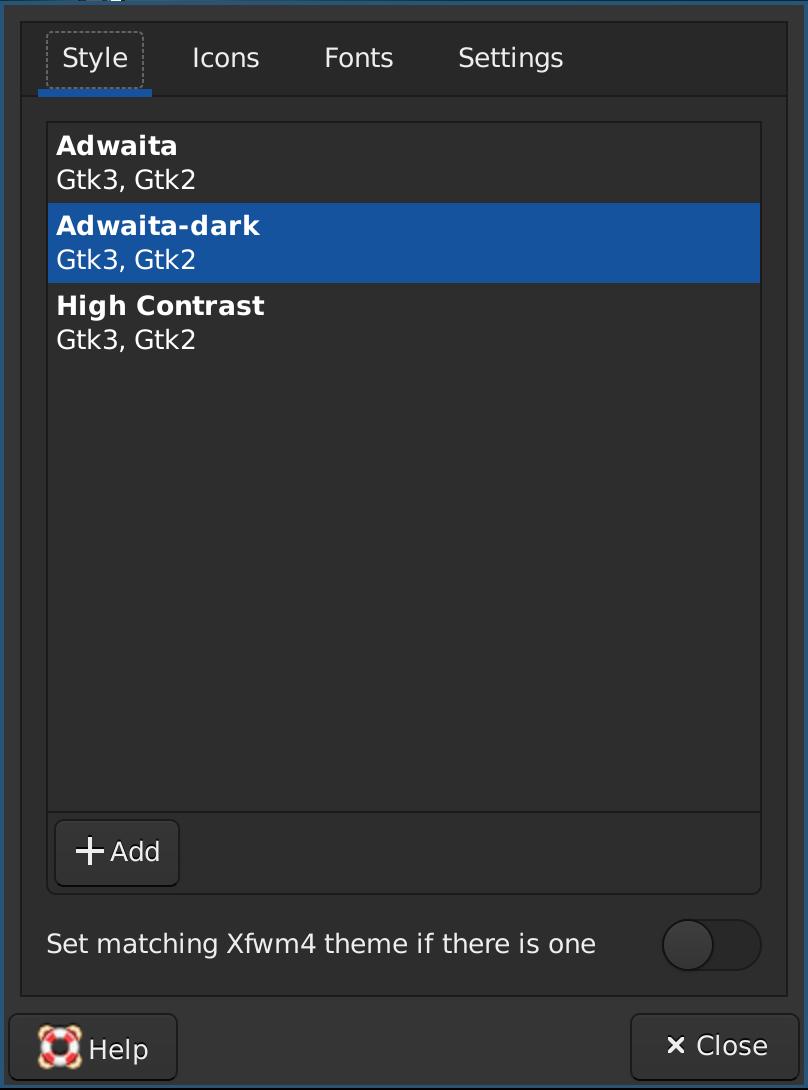 Style Icons Fonts Settings
Adwaita
Gtk3, Gtk2
Adwaita-dark
Gtk3, Gtk2
High Contrast
Gtk3, Gtk2
Add
Set matching Xfwm4 theme if there is one
Help Close